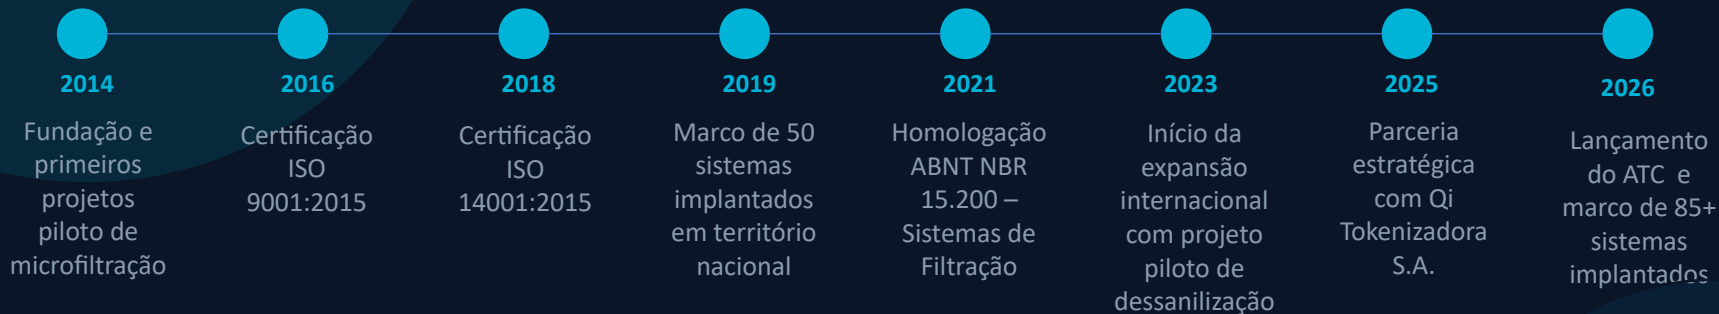 2014
Fundação e
primeiros
projetos
piloto de
microfiltração
2016
Certificação
ISO
9001:2015
2018
Certificação
ISO
14001:2015
2019
Marco de 50
sistemas
implantados
em território
nacional
2021
Homologação
ABNT NBR
15.200 –
Sistemas de
Filtração
2023
Início da
expansão
internacional
com projeto
piloto de
dessanilização
2025
Parceria
estratégica
com Qi
Tokenizadora
S.A.
2026
Lançamento
do ATC e
marco de 85+
sistemas
implantados